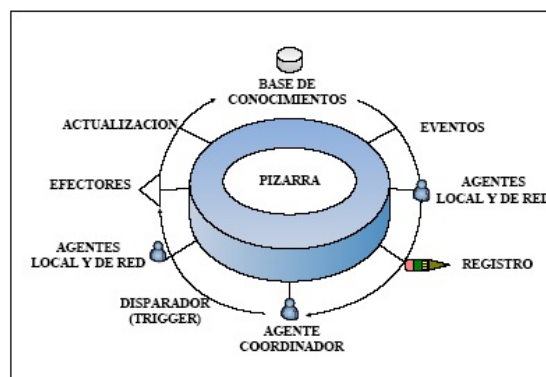 BASE DE
CONOCIMIENTOS
ACTUALIZACION
EVENTOS
EFECTORES
PIZARRA
AGENTES
LOCAL Y DE RED
AGENTES
LOCAL Y DE RED
REGISTRO
DISPARADOR
(TRIGGER)
AGENTE
COORDINADOR